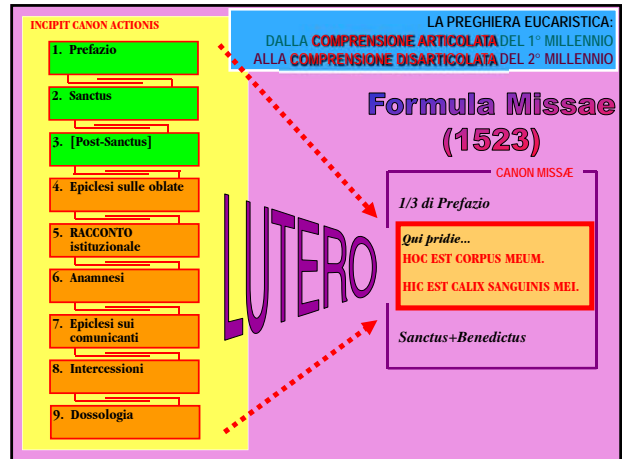 INCIPIT CANON ACTIONIS
LA PREGHIERA EUCARISTICA:
DALLA COMPRENSIONE ARTICOLATA DEL 1° MILLENNIO
ALLA COMPRENSIONE DISARTICOLATA DEL 2° MILLENNIO
1. Prefazio
2. Sanctus
3. [Post-Sanctus]
4. Epiclesi sulle oblate
5. RACCONTO
istituzionale
6. Anamnesi
7. Epiclesi sui
comunicanti
8. Intercessioni
9. Dossologia
LUTERO
Formula Missae
(1523)
CANON MISSÆ
1/3 di Prefazio
Qui pridie...
HOC EST CORPUS MEUM.
HIC EST CALIX SANGUINIS MEI.
Sanctus+Benedictus